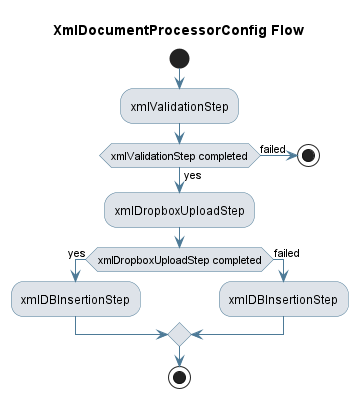 XmlDocumentProcessorConfig Flow
xmlValidationStep
xmlValidationStep completed
failed
yes
xmlDropboxUploadStep
yes
xmlDropboxUploadStep completed
failed
xmlDBInsertionStep
xmlDBInsertionStep